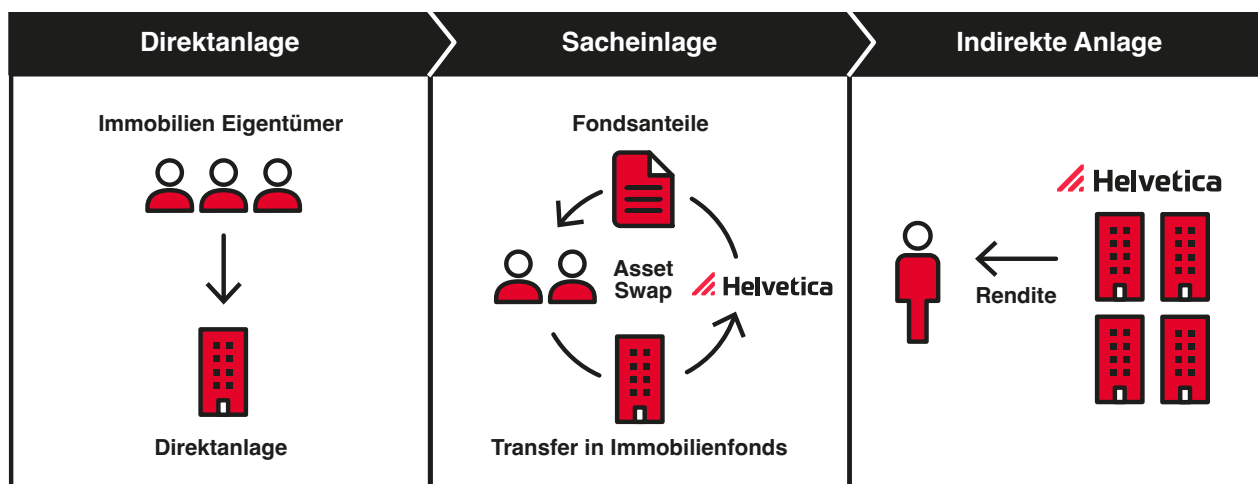 Direktanlage
Immobilien Eigentümer
Direktanlage
Sacheinlage
Fondsanteile
Asset
Swap
Helvetica
Transfer in Immobilienfonds
Indirekte Anlage
Helvetica
Rendite